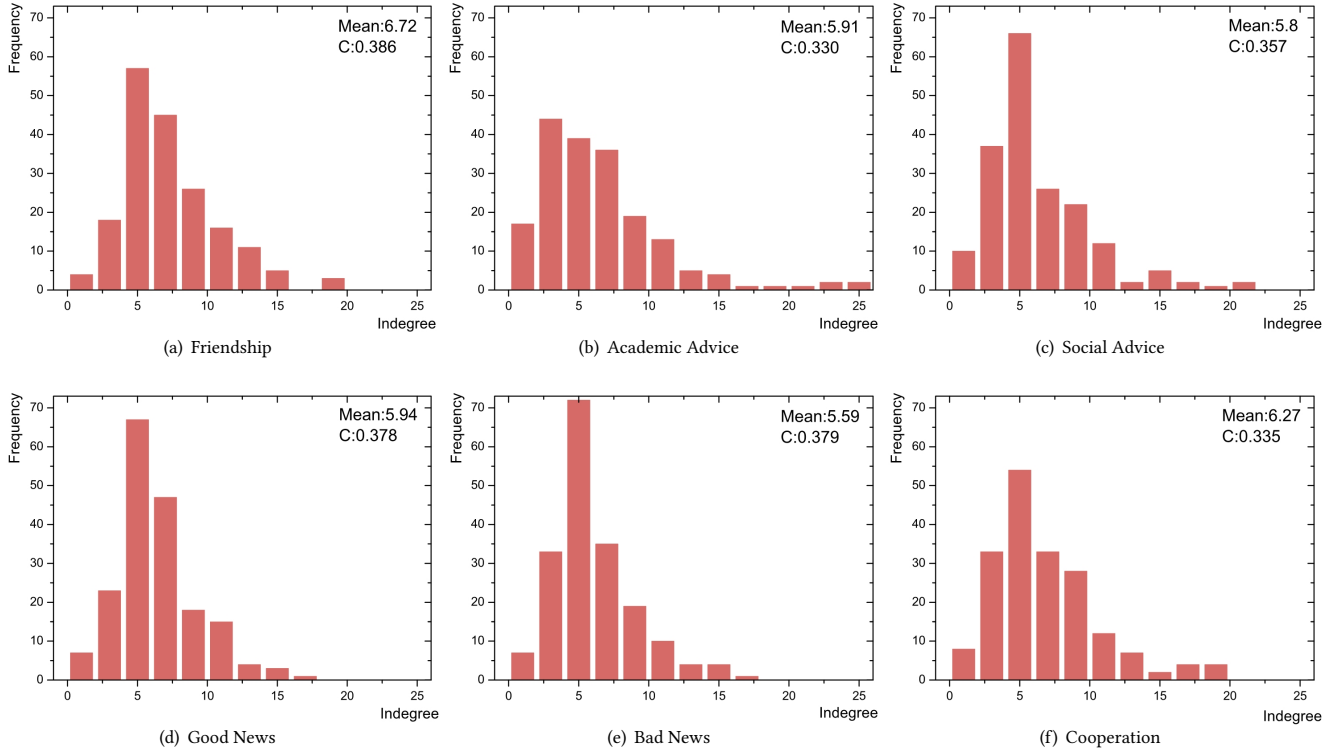 Frequency
70
60
50
40
30
20
10
0
0 5 10 15 20 25
Indegree
Mean:6.72
C:0.386
(a) Friendship
Frequency
70
60
50
40
30
20
10
0
0 5 10 15 20 25
Indegree
Mean:5.91
C:0.330
(b) Academic Advice
Frequency
70
60
50
40
30
20
10
0
0 5 10 15 20 25
Indegree
Mean:5.8
C:0.357
(c) Social Advice
Frequency
70
60
50
40
30
20
10
0
0 5 10 15 20 25
Indegree
Mean:5.94
C:0.378
(d) Good News
Frequency
70
60
50
40
30
20
10
0
0 5 10 15 20 25
Indegree
Mean:5.59
C:0.379
(e) Bad News
Frequency
70
60
50
40
30
20
10
0
0 5 10 15 20 25
Indegree
Mean:6.27
C:0.335
(f) Cooperation